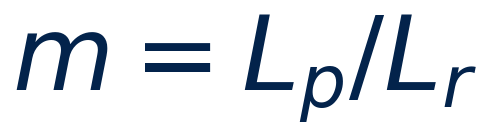 m = Lₚ/Lᵣ